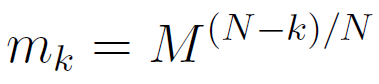 m_k = M^{(N-k)/N}